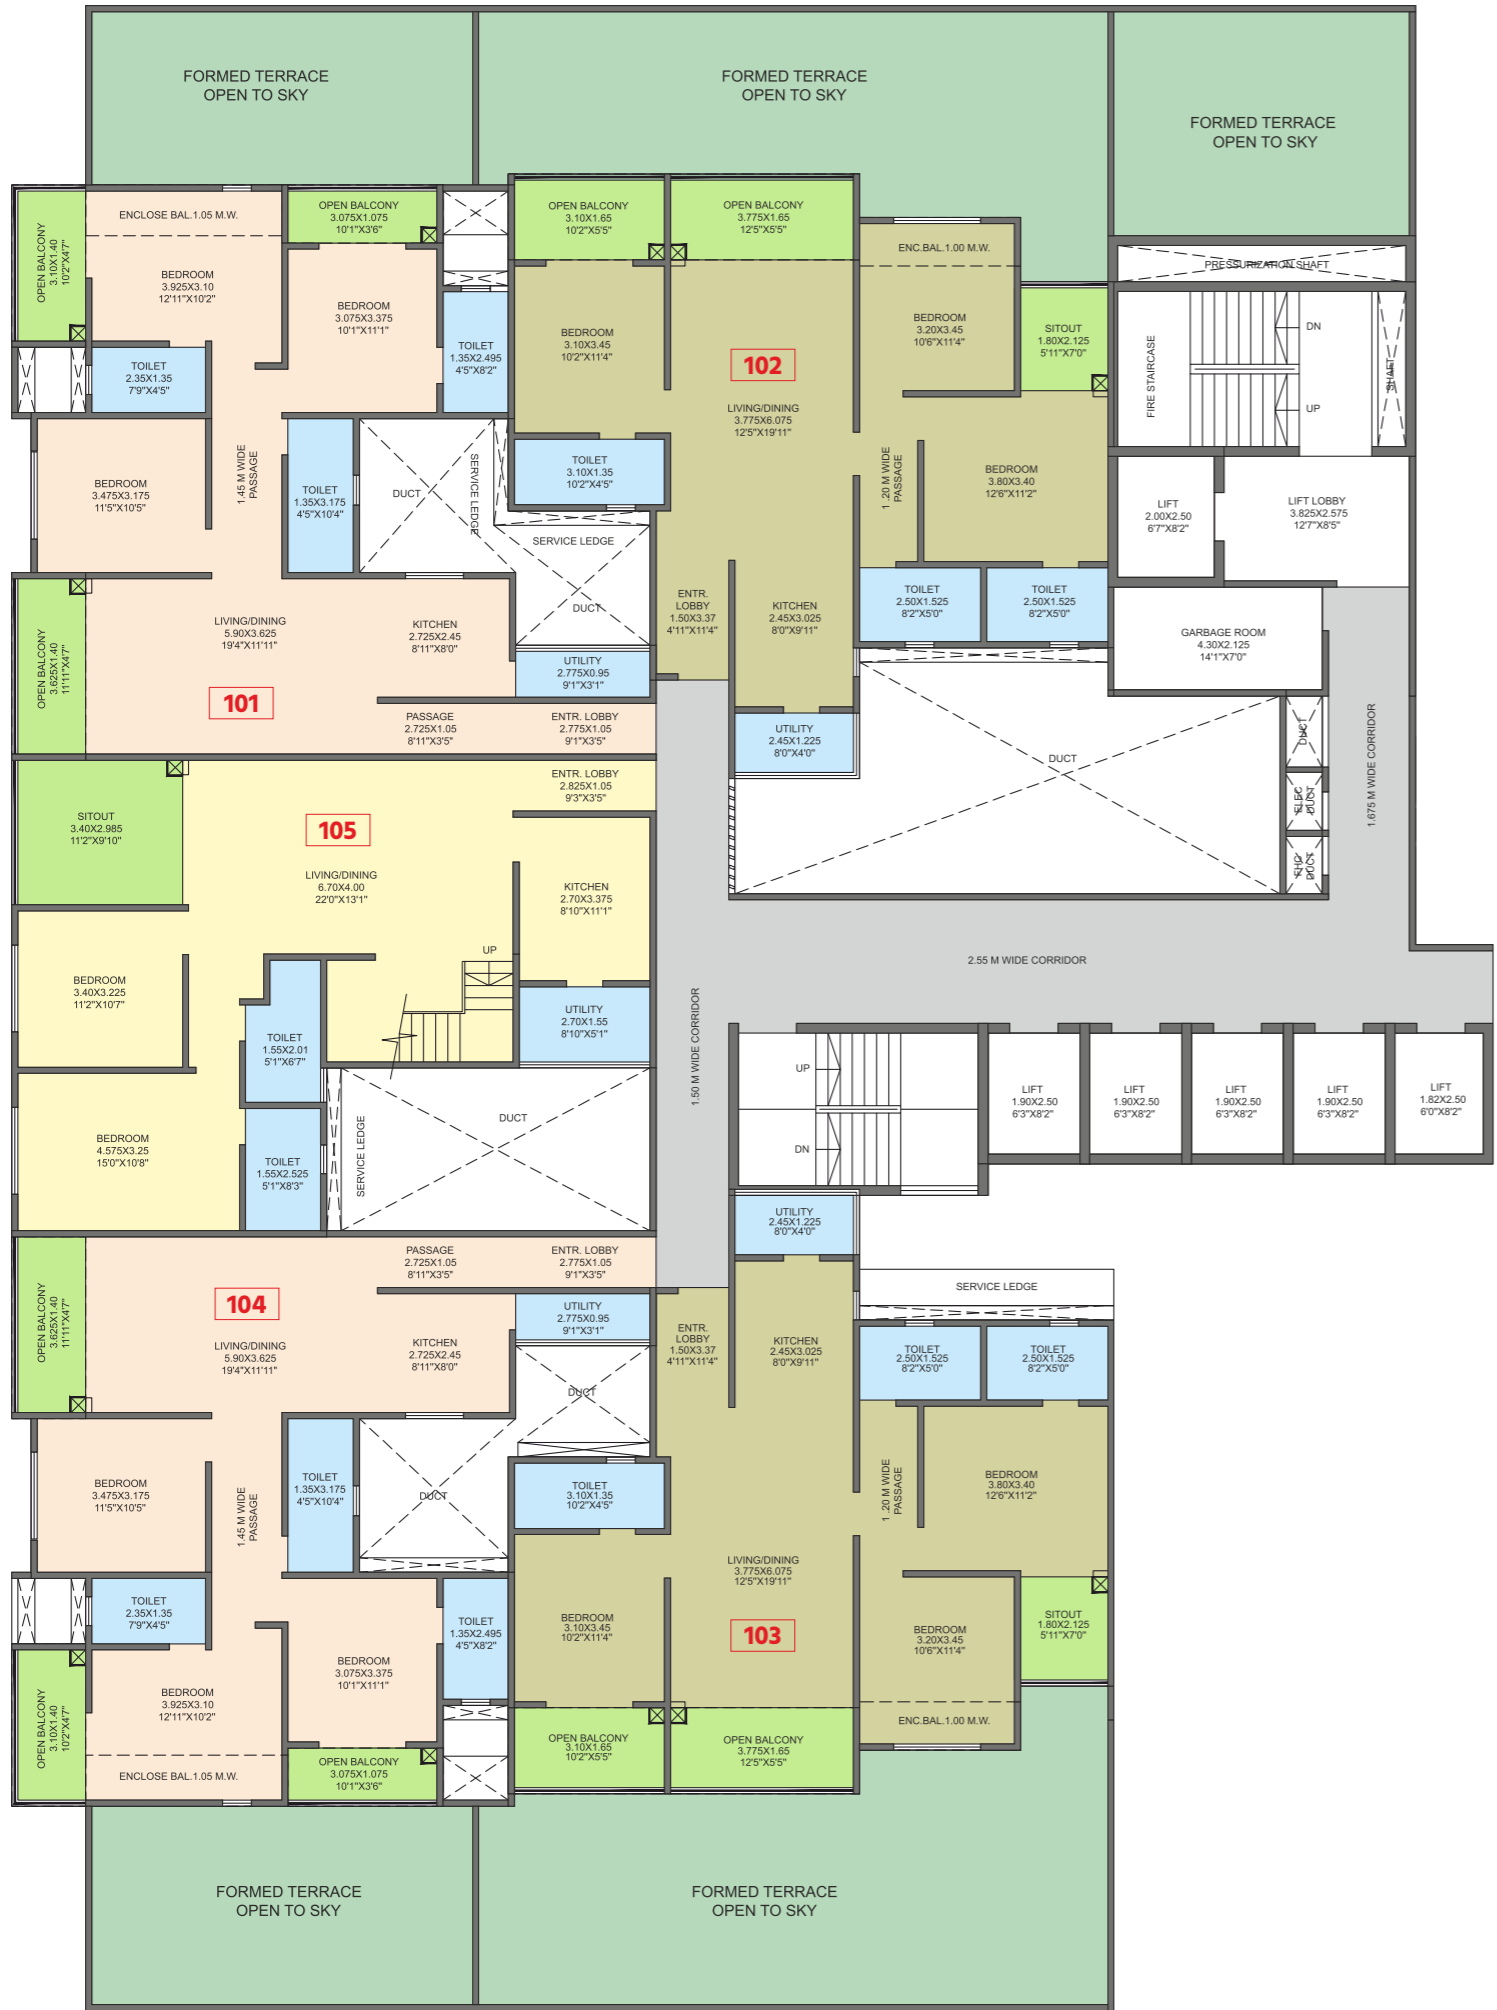 FORMED TERRACE
OPEN TO SKY
FORMED TERRACE
OPEN TO SKY
FORMED TERRACE
OPEN TO SKY
OPEN BALCONY
3.10X1.40
10'2"X4'7"
ENCLOSE BAL.1.05 M.W.
BEDROOM
3.925X3.10
12'11"X10'2"
OPEN BALCONY
3.075X1.075
10'1"X3'6"
BEDROOM
3.075X3.375
10'1"X11'1"
TOILET
2.35X1.35
7'9"X4'5"
TOILET
1.35X2.495
4'5"X8'2"
BEDROOM
3.475X3.175
11'5"X10'5"
1.45 M WIDE
PASSAGE
TOILET
1.35X3.175
4'5"X10'4"
DUCT
SERVICE LEDGE
SERVICE LEDGE
DUCT
OPEN BALCONY
3.625X1.40
11'11"X4'7"
LIVING/DINING
5.90X3.625
19'4"X11'11"
KITCHEN
2.725X2.45
8'11"X8'0"
UTILITY
2.775X0.95
9'1"X3'1"
101
PASSAGE
2.725X1.05
8'11"X3'5"
ENTR. LOBBY
2.775X1.05
9'1"X3'5"
OPEN BALCONY
3.10X1.65
10'2"X5'5"
OPEN BALCONY
3.775X1.65
12'5"X5'5"
ENC.BAL.1.00 M.W.
BEDROOM
3.10X3.45
10'2"X11'4"
102
BEDROOM
3.20X3.45
10'6"X11'4"
SITOUT
1.80X2.125
5'11"X7'0"
LIVING/DINING
3.775X6.075
12'5"X19'11"
TOILET
3.10X1.35
10'2"X4'5"
1 .20 M WIDE
PASSAGE
BEDROOM
3.80X3.40
12'6"X11'2"
ENTR.
LOBBY
1.50X3.37
4'11"X11'4"
KITCHEN
2.45X3.025
8'0"X9'11"
TOILET
2.50X1.525
8'2"X5'0"
TOILET
2.50X1.525
8'2"X5'0"
UTILITY
2.45X1.225
8'0"X4'0"
PRESSURIZATION SHAFT
FIRE STAIRCASE
DN
UP
SHAFT
LIFT
2.00X2.50
6'7"X8'2"
LIFT LOBBY
3.825X2.575
12'7"X8'5"
GARBAGE ROOM
4.30X2.125
14'1"X7'0"
DUCT
DUCT
ELEC
DUCT
FHC
DUCT
1.675 M WIDE CORRIDOR
2.55 M WIDE CORRIDOR
1.50 M WIDE CORRIDOR
SITOUT
3.40X2.985
11'2"X9'10"
105
ENTR. LOBBY
2.825X1.05
9'3"X3'5"
LIVING/DINING
6.70X4.00
22'0"X13'1"
KITCHEN
2.70X3.375
8'10"X11'1"
UP
BEDROOM
3.40X3.225
11'2"X10'7"
TOILET
1.55X2.01
5'1"X6'7"
UTILITY
2.70X1.55
8'10"X5'1"
BEDROOM
4.575X3.25
15'0"X10'8"
TOILET
1.55X2.525
5'1"X8'3"
SERVICE LEDGE
DUCT
UP
DN
LIFT
1.90X2.50
6'3"X8'2"
LIFT
1.90X2.50
6'3"X8'2"
LIFT
1.90X2.50
6'3"X8'2"
LIFT
1.90X2.50
6'3"X8'2"
LIFT
1.82X2.50
6'0"X8'2"
PASSAGE
2.725X1.05
8'11"X3'5"
ENTR. LOBBY
2.775X1.05
9'1"X3'5"
104
OPEN BALCONY
3.625X1.40
11'11"X4'7"
LIVING/DINING
5.90X3.625
19'4"X11'11"
KITCHEN
2.725X2.45
8'11"X8'0"
UTILITY
2.775X0.95
9'1"X3'1"
DUCT
BEDROOM
3.475X3.175
11'5"X10'5"
1.45 M WIDE
PASSAGE
TOILET
1.35X3.175
4'5"X10'4"
DUCT
TOILET
2.35X1.35
7'9"X4'5"
TOILET
1.35X2.495
4'5"X8'2"
BEDROOM
3.075X3.375
10'1"X11'1"
OPEN BALCONY
3.10X1.40
10'2"X4'7"
BEDROOM
3.925X3.10
12'11"X10'2"
ENCLOSE BAL.1.05 M.W.
OPEN BALCONY
3.075X1.075
10'1"X3'6"
UTILITY
2.45X1.225
8'0"X4'0"
SERVICE LEDGE
ENTR.
LOBBY
1.50X3.37
4'11"X11'4"
KITCHEN
2.45X3.025
8'0"X9'11"
TOILET
2.50X1.525
8'2"X5'0"
TOILET
2.50X1.525
8'2"X5'0"
TOILET
3.10X1.35
10'2"X4'5"
1 .20 M WIDE
PASSAGE
BEDROOM
3.80X3.40
12'6"X11'2"
LIVING/DINING
3.775X6.075
12'5"X19'11"
BEDROOM
3.10X3.45
10'2"X11'4"
103
BEDROOM
3.20X3.45
10'6"X11'4"
SITOUT
1.80X2.125
5'11"X7'0"
OPEN BALCONY
3.10X1.65
10'2"X5'5"
OPEN BALCONY
3.775X1.65
12'5"X5'5"
ENC.BAL.1.00 M.W.
FORMED TERRACE
OPEN TO SKY
FORMED TERRACE
OPEN TO SKY